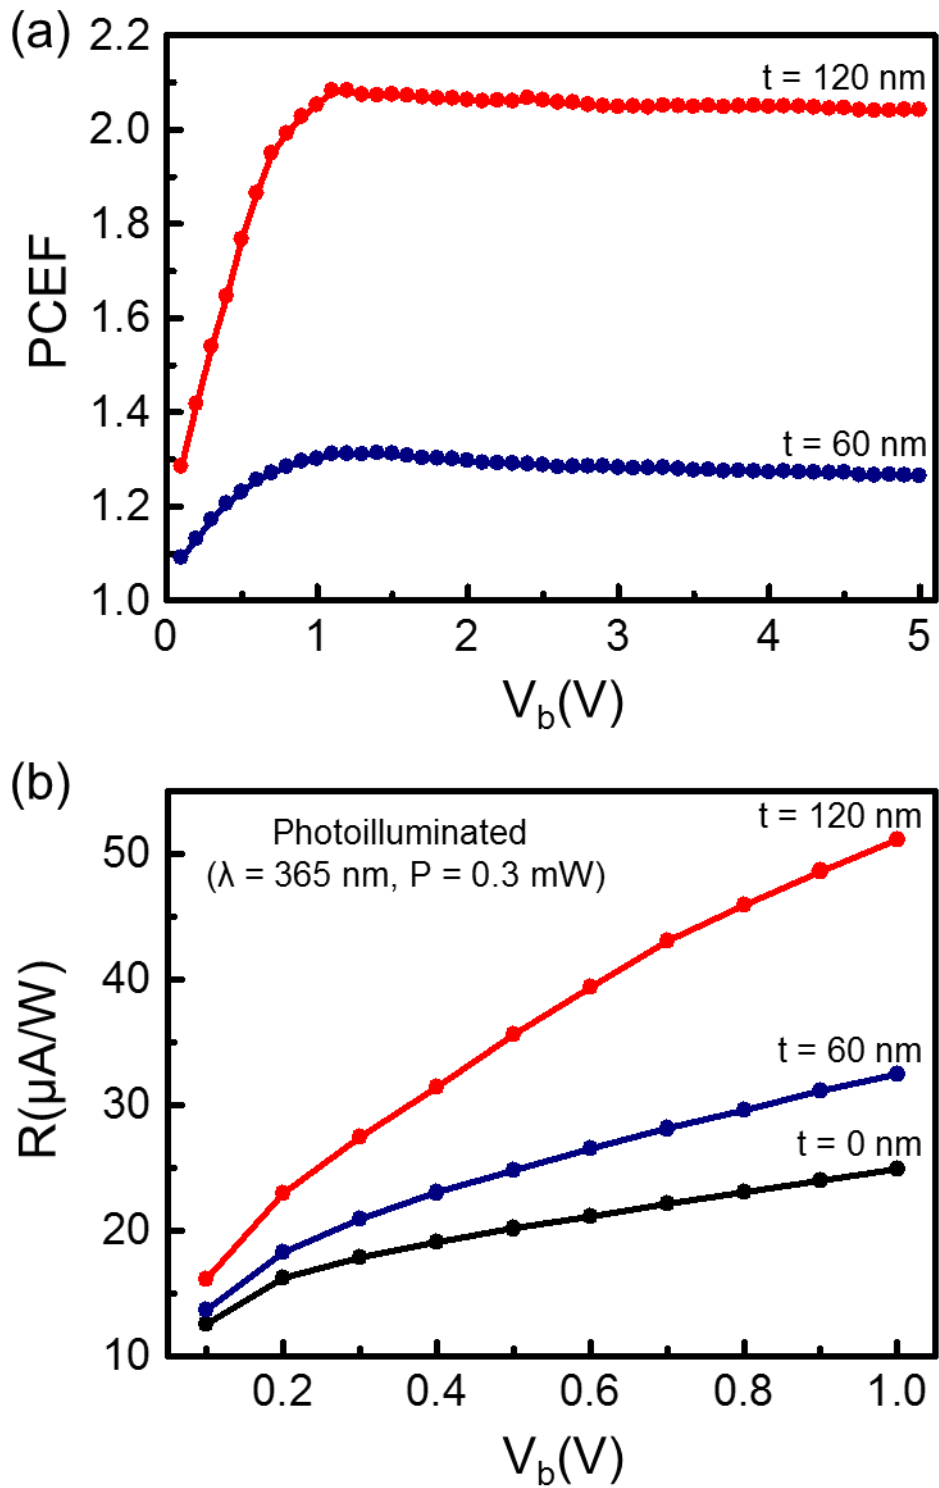 (a)
2.2
2.0
1.8
1.6
1.4
1.2
1.0
PCEF
t = 120 nm
t = 60 nm
0 1 2 3 4 5
V_b(V)
(b)
50
40
30
20
10
R(μA/W)
Photoilluminated
(λ = 365 nm, P = 0.3 mW)
t = 120 nm
t = 60 nm
t = 0 nm
0.2 0.4 0.6 0.8 1.0
V_b(V)